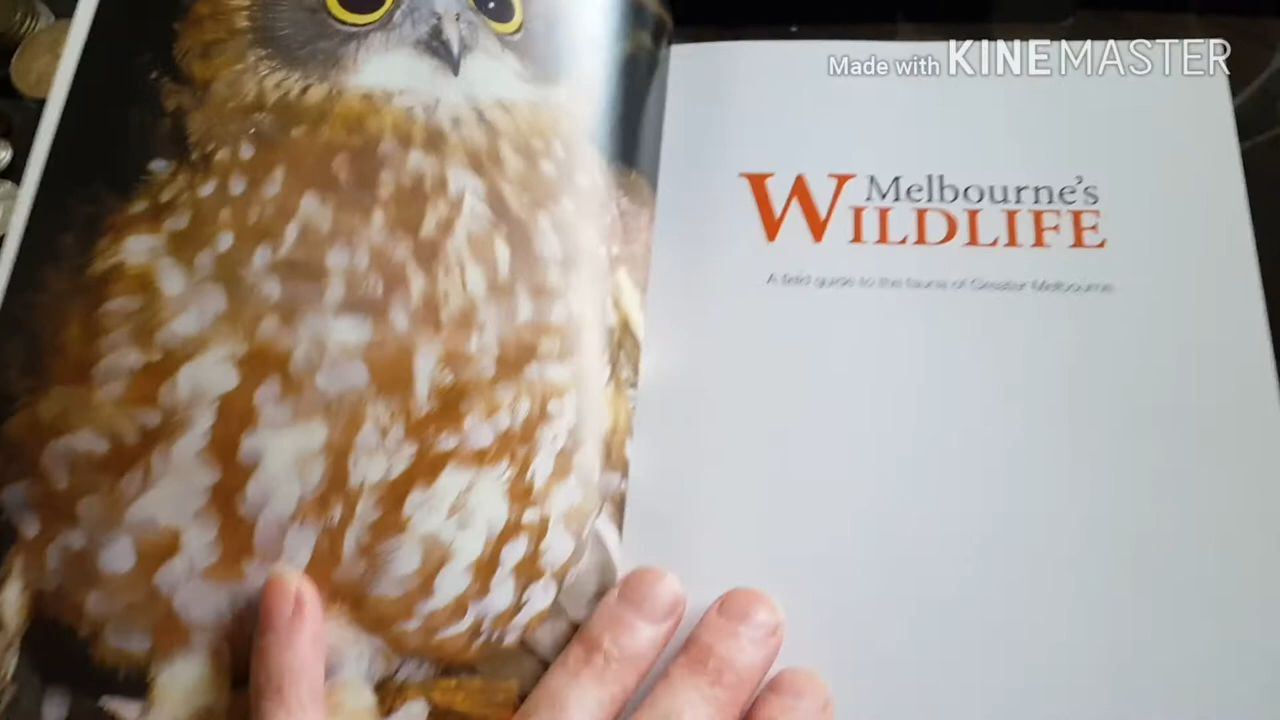 Made with KINEMASTER
Melbourne's
WILDLIFE
A field guide to the fauna of Greater Melbourne